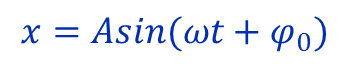 x = Asin(ωt + φ₀)